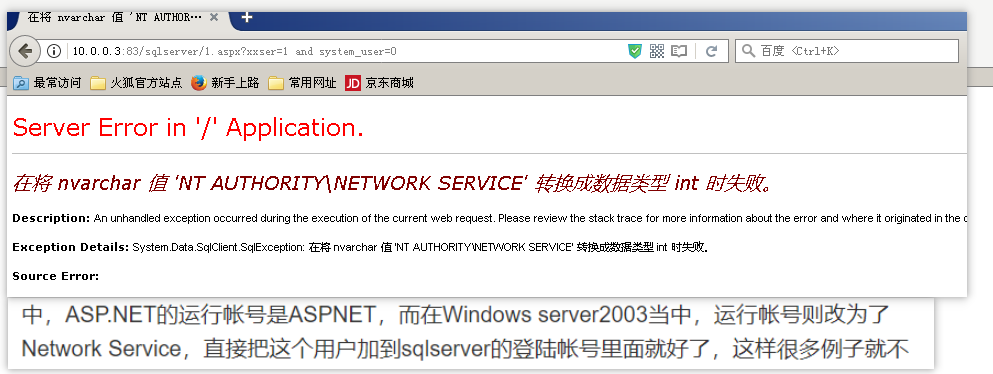 在将 nvarchar 值 'NT AUTHOR…
10.0.0.3:83/sqlserver/1.aspx?xxser=1 and system_user=0
百度 <Ctrl+K>
最常访问 火狐官方站点 新手上路 常用网址 JD 京东商城
Server Error in '/' Application.
在将 nvarchar 值 'NT AUTHORITY\NETWORK SERVICE' 转换成数据类型 int 时失败。
Description: An unhandled exception occurred during the execution of the current web request. Please review the stack trace for more information about the error and where it originated in the c
Exception Details: System.Data.SqlClient.SqlException: 在将 nvarchar 值 'NT AUTHORITY\NETWORK SERVICE' 转换成数据类型 int 时失败。
Source Error:
中，ASP.NET的运行帐号是ASPNET，而在Windows server2003当中，运行帐号则改为了
Network Service，直接把这个用户加到sqlserver的登陆帐号里面就好了，这样很多例子就不